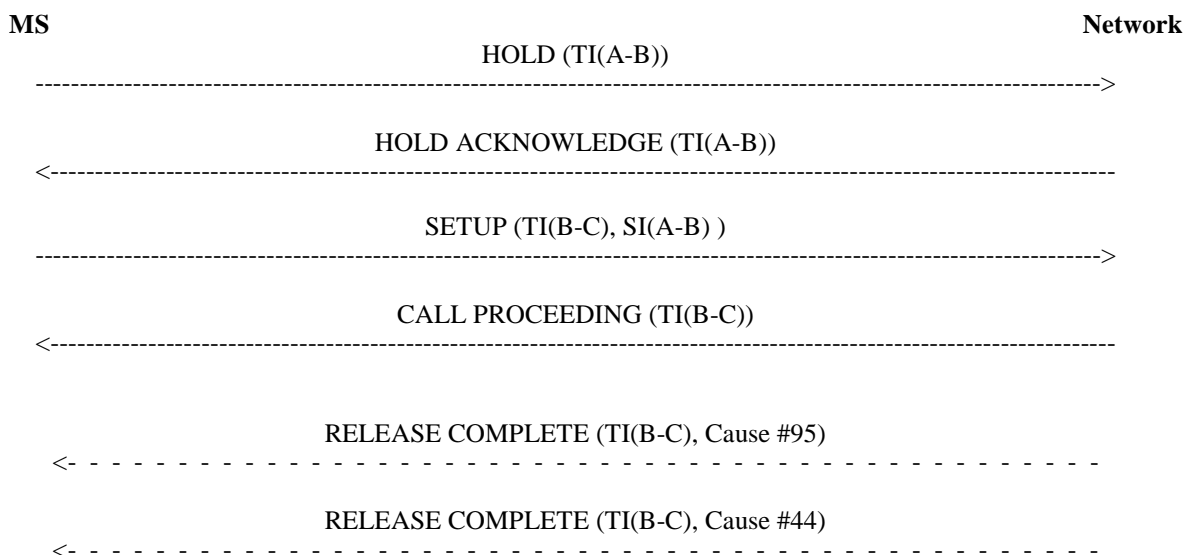 MS Network
HOLD (TI(A-B))
HOLD ACKNOWLEDGE (TI(A-B))
SETUP (TI(B-C), SI(A-B) )
CALL PROCEEDING (TI(B-C))
RELEASE COMPLETE (TI(B-C), Cause #95)
RELEASE COMPLETE (TI(B-C), Cause #44)